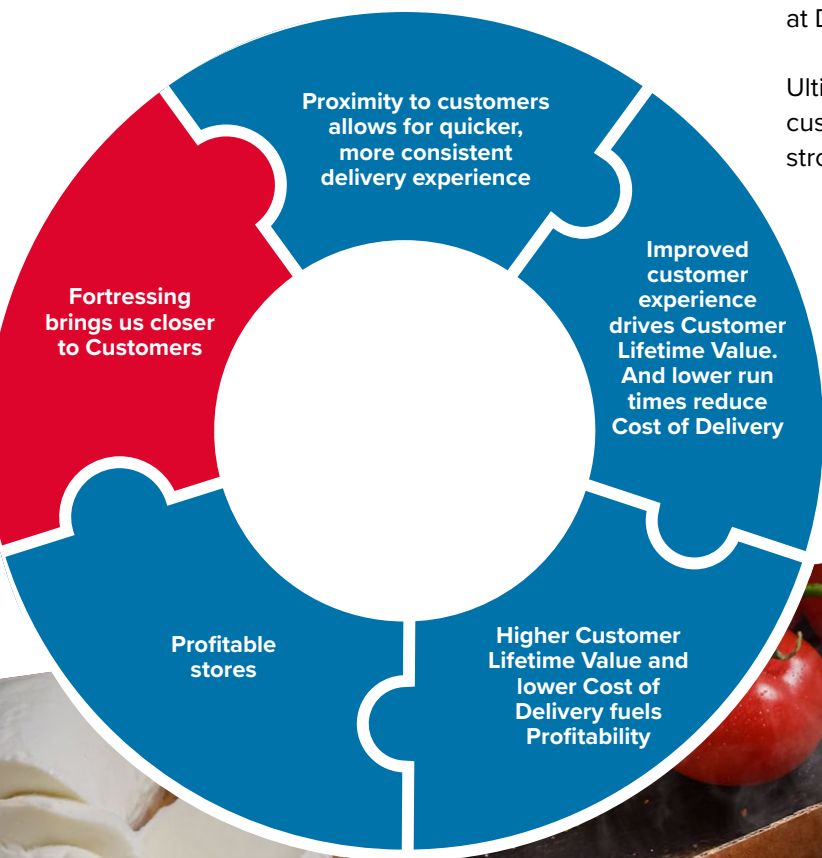 at
Proximity to customers
allows for quicker,
more consistent
delivery experience
Improved
customer
experience
drives Customer
Lifetime Value.
And lower run
times reduce
Cost of Delivery
Higher Customer
Lifetime Value and
lower Cost of
Delivery fuels
Profitability
Profitable
stores
Fortressing
brings us closer
to Customers